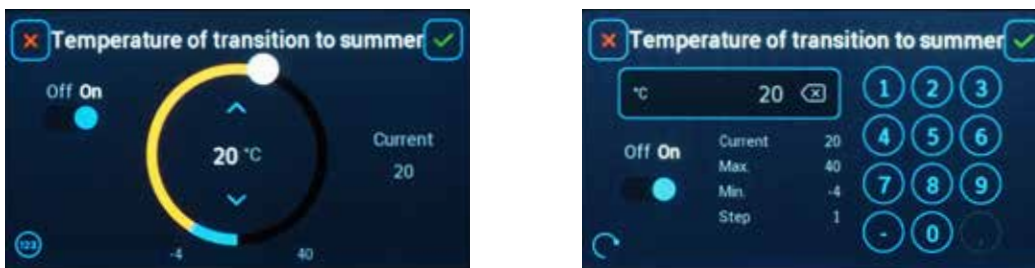 Temperature of transition to summer
Off On
20 °C
Current
20
123
-4 40
Temperature of transition to summer
°C 20
Off On
Current 20
Max. 40
Min. -4
Step 1
1 2 3
4 5 6
7 8 9
- 0 ,